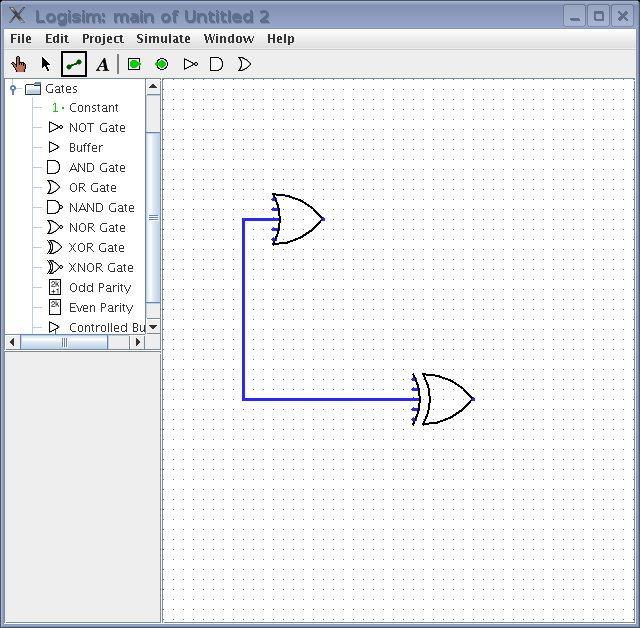 Logisim: main of Untitled 2
File Edit Project Simulate Window Help
A
Gates
1 Constant
NOT Gate
Buffer
AND Gate
OR Gate
NAND Gate
NOR Gate
XOR Gate
XNOR Gate
Odd Parity
Even Parity
Controlled Bu